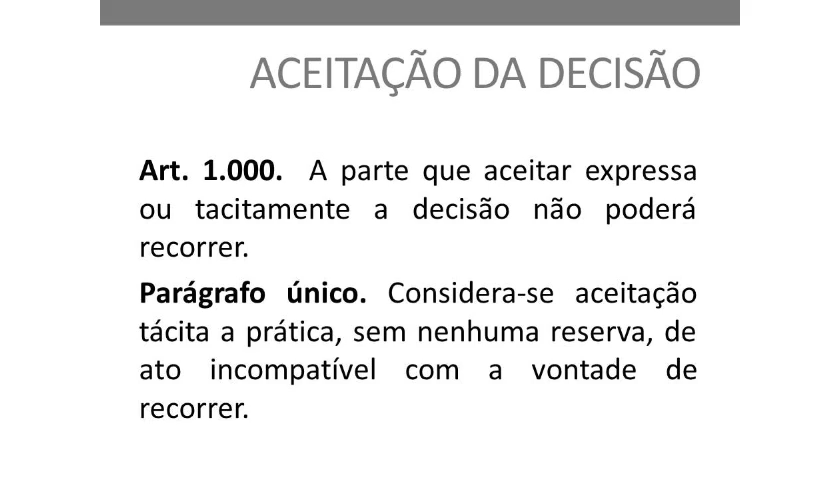 ACEITAÇÃO DA DECISÃO
Art. 1.000. A parte que aceitar expressa
ou tacitamente a decisão não poderá
recorrer.
Parágrafo único. Considera-se aceitação
tácita a prática, sem nenhuma reserva, de
ato incompatível com a vontade de
recorrer.